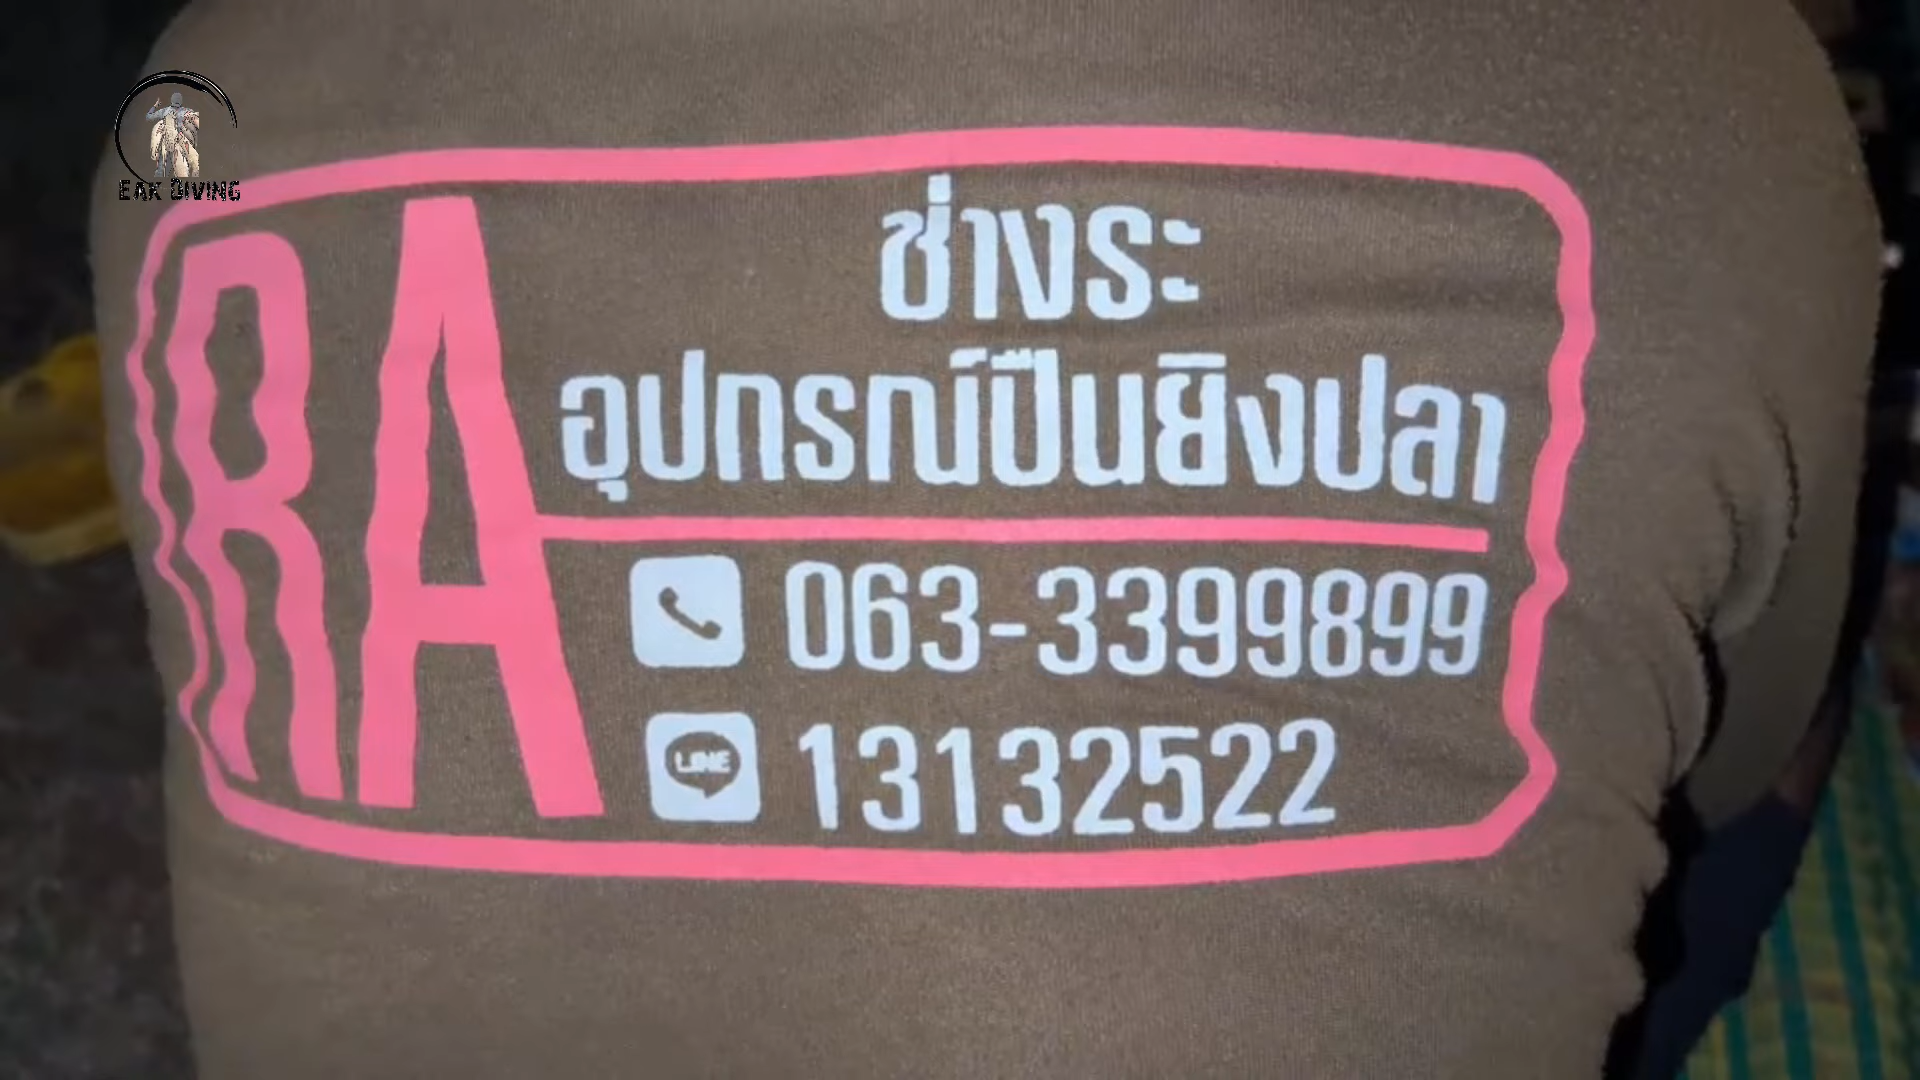 EAK DIVING
RA
ช่างระ
อุปกรณ์ปืนยิงปลา
063-3399899
LINE
13132522